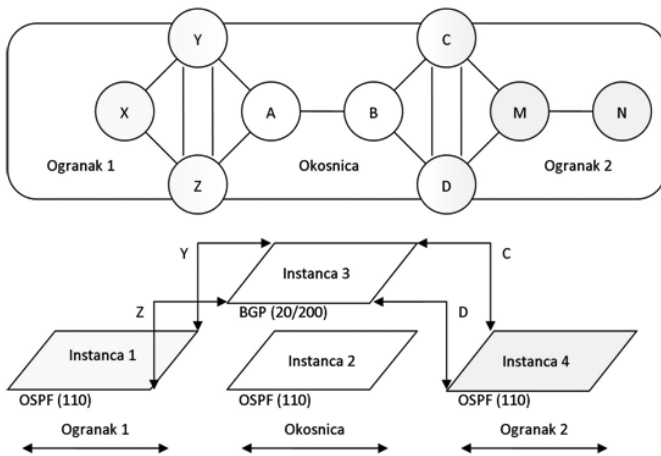 Y
C
X
A
B
M
N
Ogranak 1
Okosnica
Ogranak 2
Z
D
Y
Instanca 3
C
Z
BGP (20/200)
D
Instanca 1
Instanca 2
Instanca 4
OSPF (110)
OSPF (110)
OSPF (110)
Ogranak 1
Okosnica
Ogranak 2